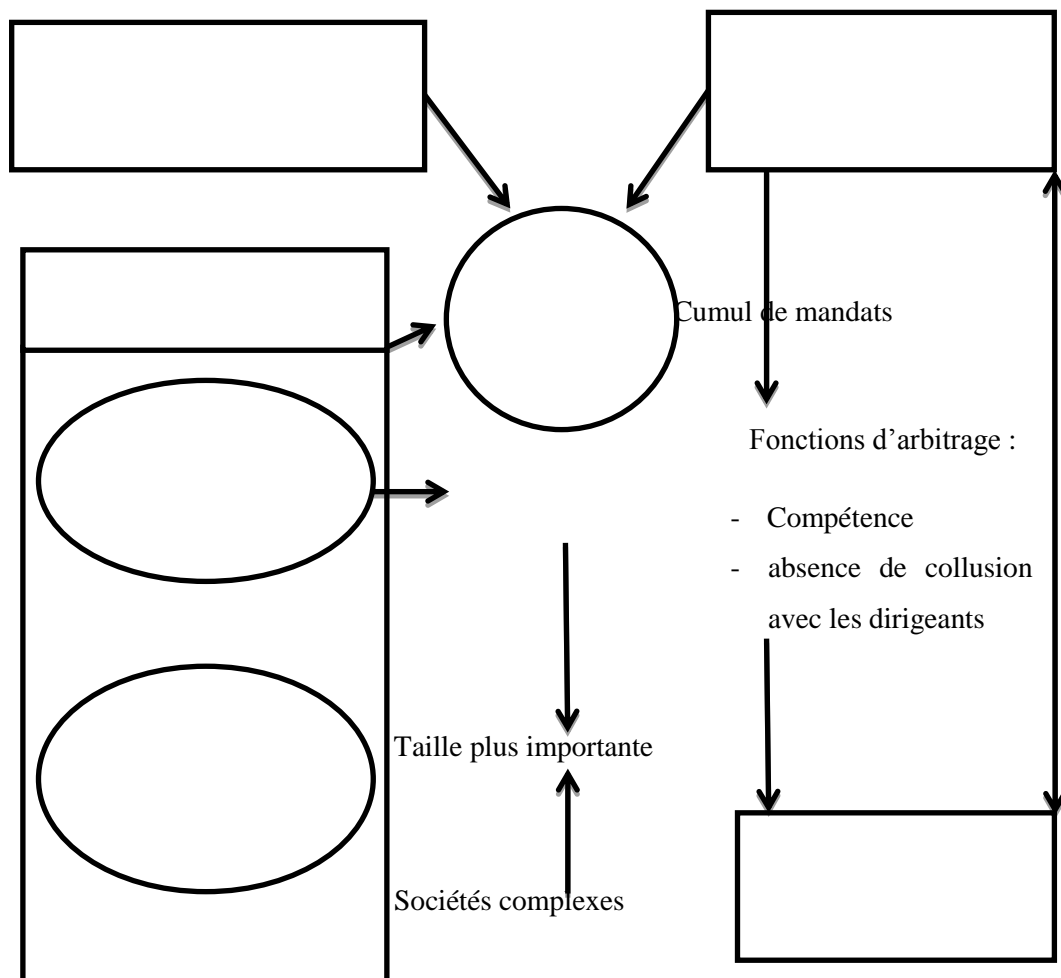 Cumul de mandats
Fonctions d’arbitrage :
- Compétence
- absence de collusion
avec les dirigeants
Taille plus importante
Sociétés complexes